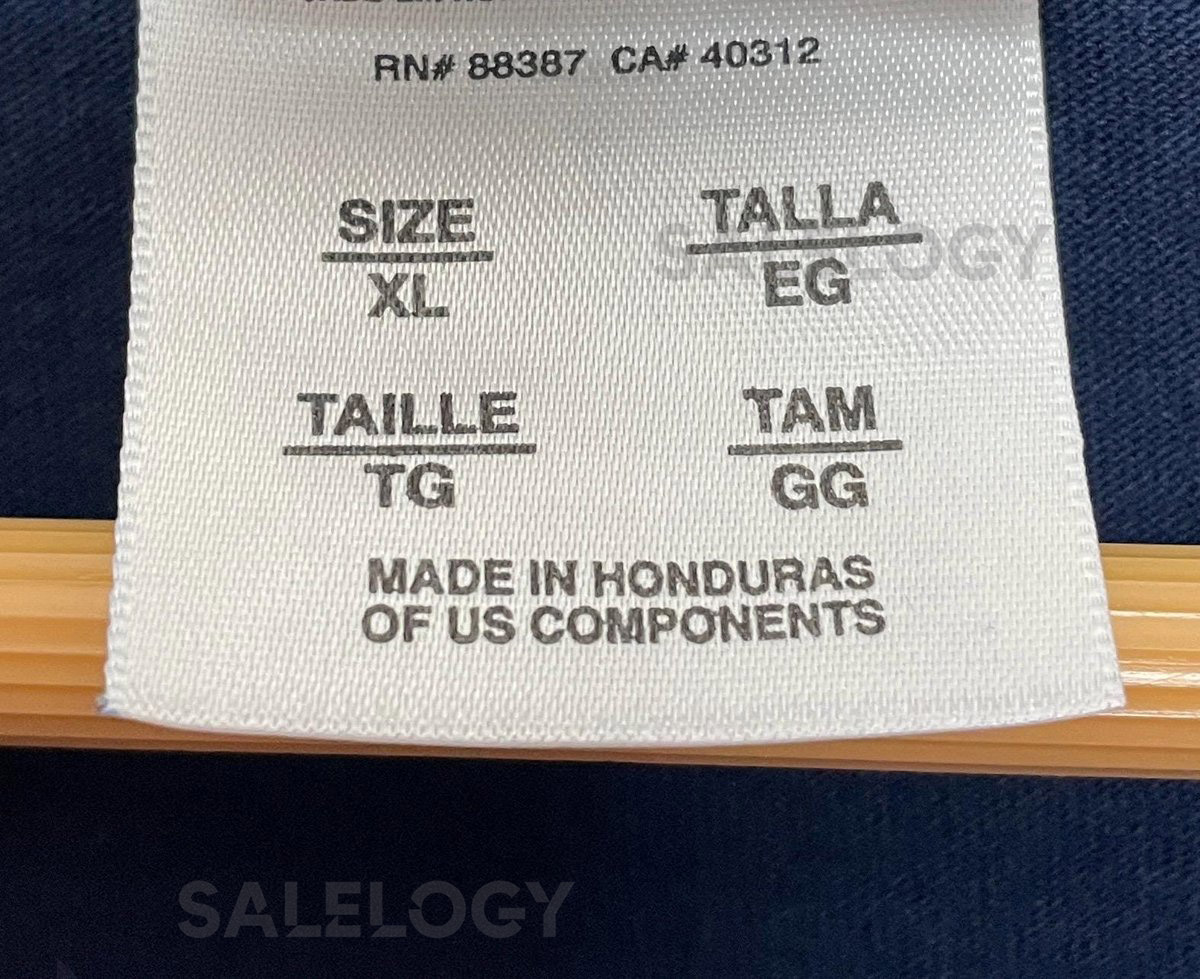 RN# 88387 CA# 40312
SIZE
XL
TALLA
EG
TAILLE
TG
TAM
GG
MADE IN HONDURAS
OF US COMPONENTS
SALELOGY
SALELOGY